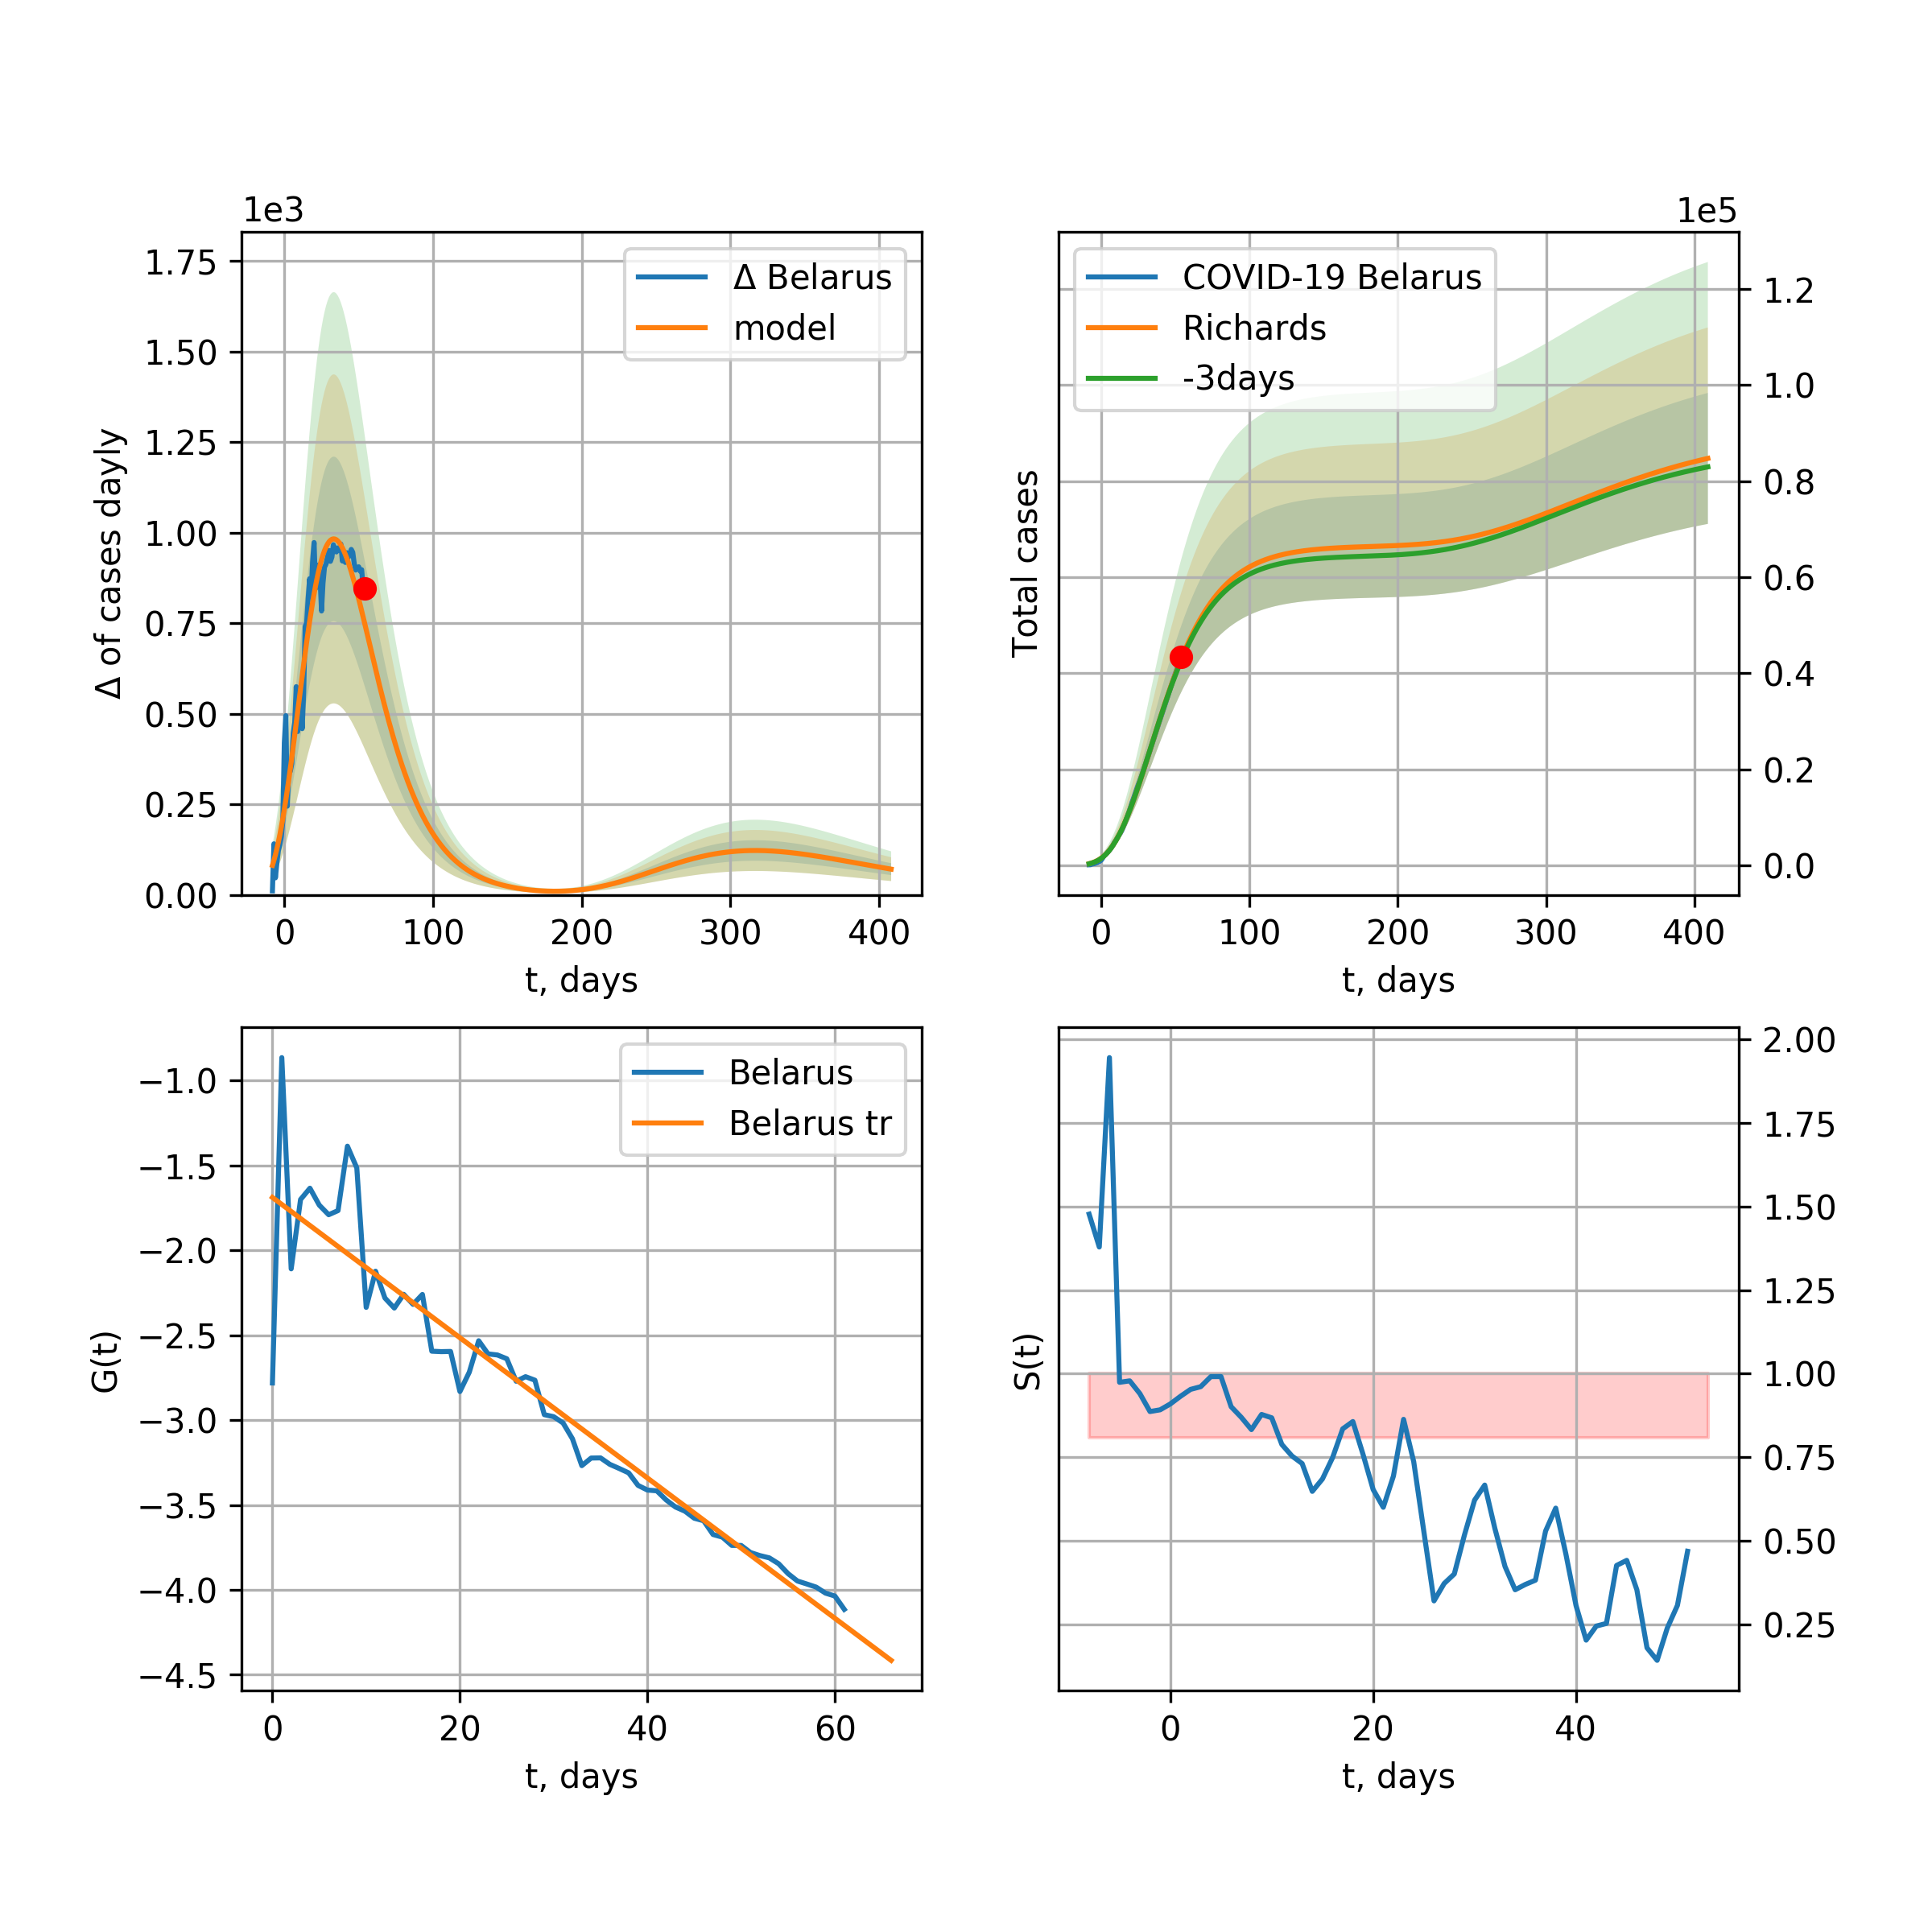 1e3
1.75
1.50
1.25
1.00
0.75
0.50
0.25
0.00
Δ of cases dayly
Δ Belarus
model
0 100 200 300 400
t, days
1e5
COVID-19 Belarus
Richards
-3days
1.2
1.0
0.8
0.6
0.4
0.2
0.0
Total cases
0 100 200 300 400
t, days
−1.0
−1.5
−2.0
−2.5
−3.0
−3.5
−4.0
−4.5
G(t)
Belarus
Belarus tr
0 20 40 60
t, days
S(t)
2.00
1.75
1.50
1.25
1.00
0.75
0.50
0.25
0 20 40
t, days